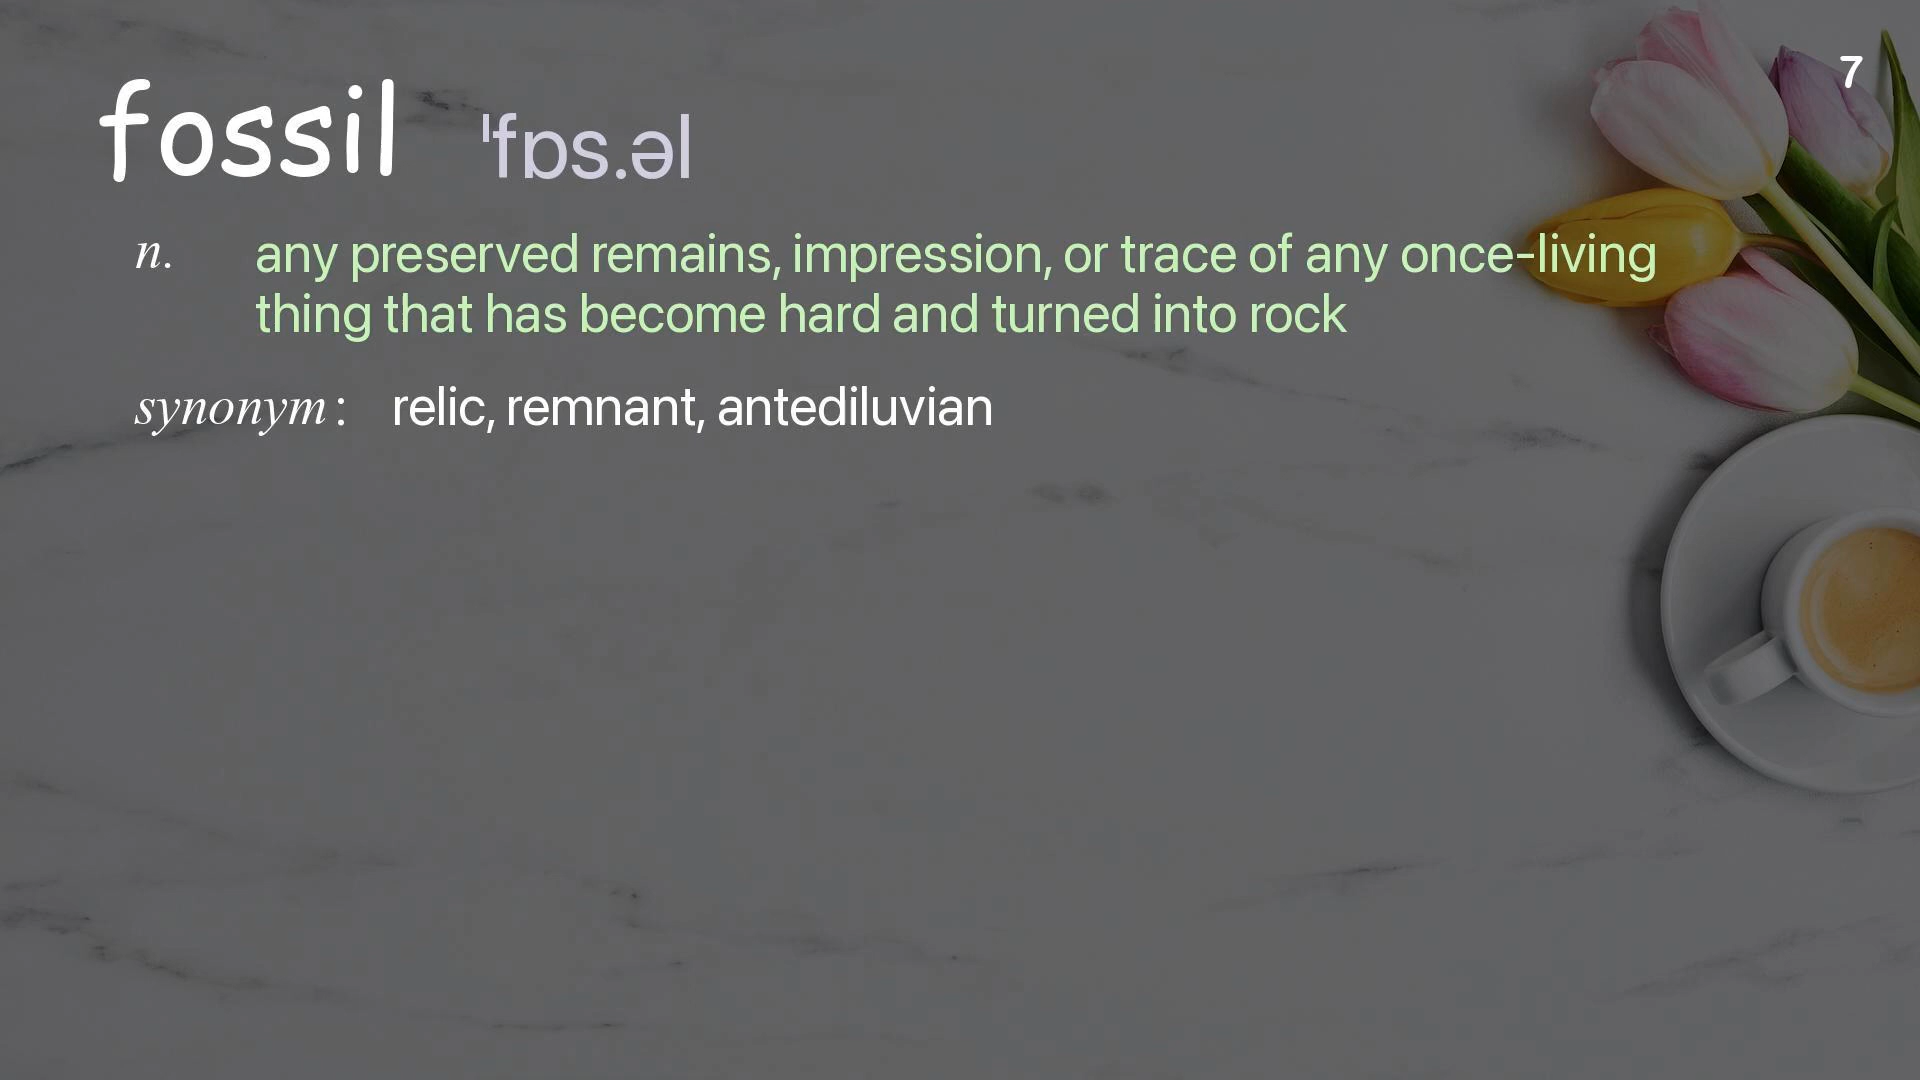 7
fossil ˈfɒs.əl
n. any preserved remains, impression, or trace of any once-living
thing that has become hard and turned into rock
synonym: relic, remnant, antediluvian